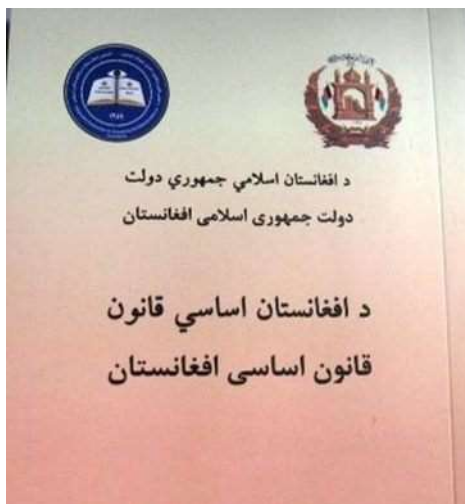 د افغانستان اسلامي جمهوري دولت
دولت جمهوری اسلامی افغانستان
د افغانستان اساسي قانون
قانون اساسی افغانستان